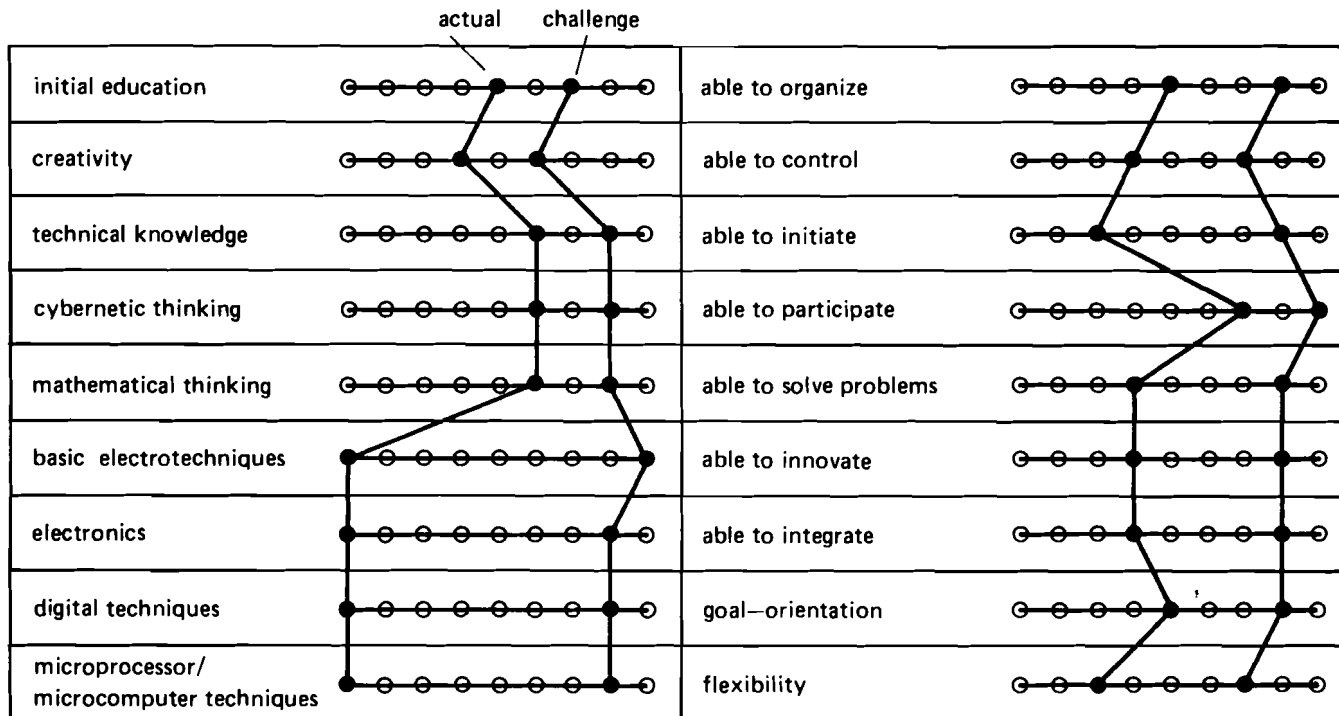 actual challenge
initial education
creativity
technical knowledge
cybernetic thinking
mathematical thinking
basic electrotechniques
electronics
digital techniques
microprocessor/
microcomputer techniques
able to organize
able to control
able to initiate
able to participate
able to solve problems
able to innovate
able to integrate
goal—orientation
flexibility